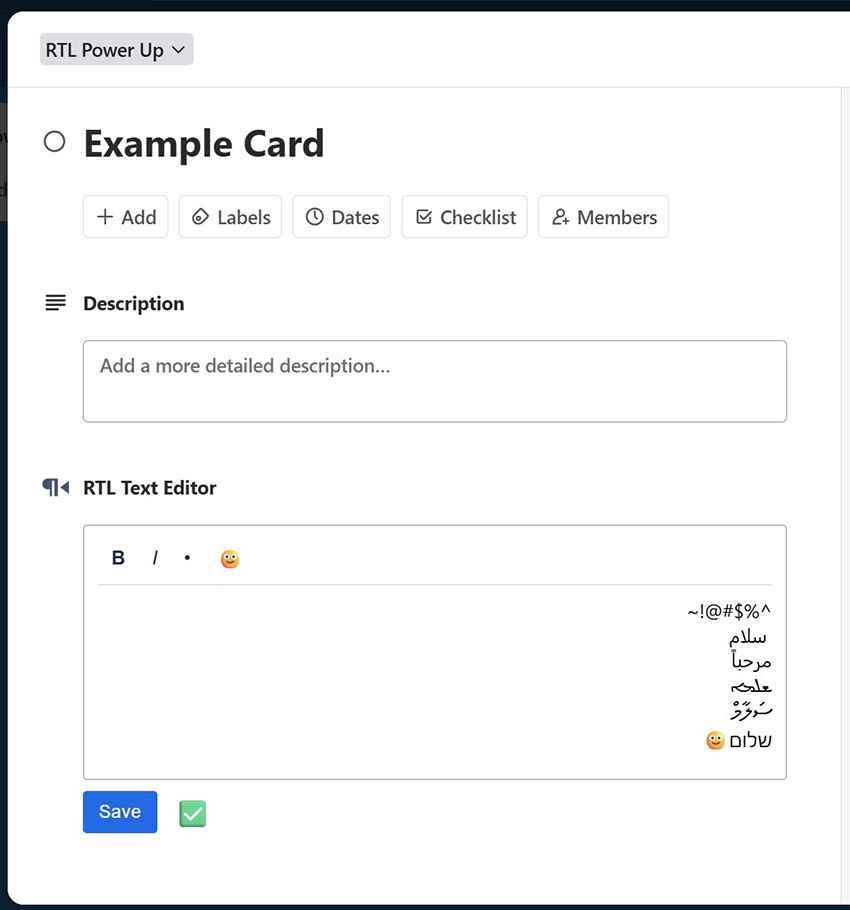 RTL Power Up
Example Card
Add Labels Dates Checklist Members
Description
Add a more detailed description...
RTL Text Editor
B I • 🙂
~!@#$%^
سلام
مرحباً
ܫܠܡܐ
ސަލާމް
שלום 🙂
Save